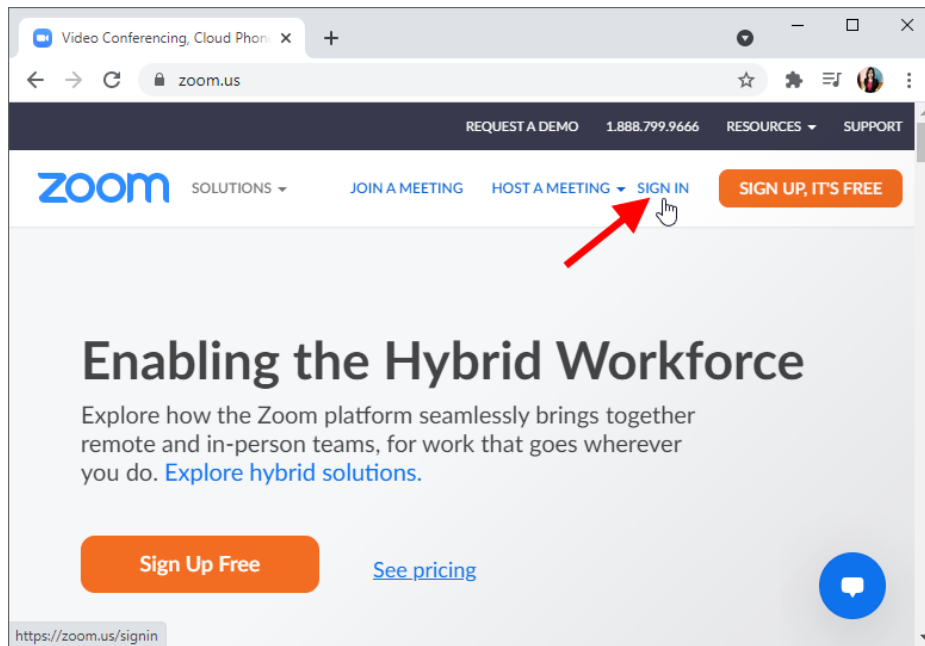 Video Conferencing, Cloud Phon
zoom.us
REQUEST A DEMO 1.888.799.9666 RESOURCES SUPPORT
zoom SOLUTIONS JOIN A MEETING HOST A MEETING SIGN IN SIGN UP, IT'S FREE
Enabling the Hybrid Workforce
Explore how the Zoom platform seamlessly brings together
remote and in-person teams, for work that goes wherever
you do. Explore hybrid solutions.
Sign Up Free See pricing
https://zoom.us/signin